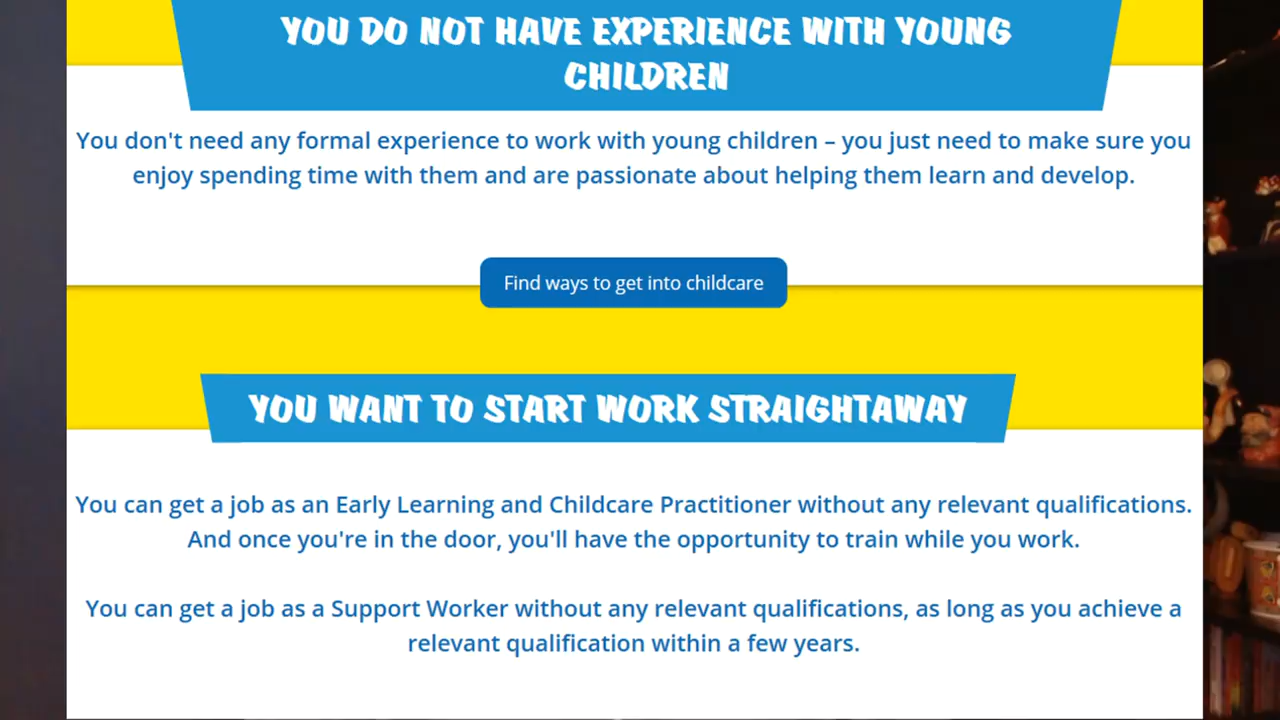 YOU DO NOT HAVE EXPERIENCE WITH YOUNG
CHILDREN
You don't need any formal experience to work with young children – you just need to make sure you
enjoy spending time with them and are passionate about helping them learn and develop.
Find ways to get into childcare
YOU WANT TO START WORK STRAIGHTAWAY
You can get a job as an Early Learning and Childcare Practitioner without any relevant qualifications.
And once you're in the door, you'll have the opportunity to train while you work.
You can get a job as a Support Worker without any relevant qualifications, as long as you achieve a
relevant qualification within a few years.